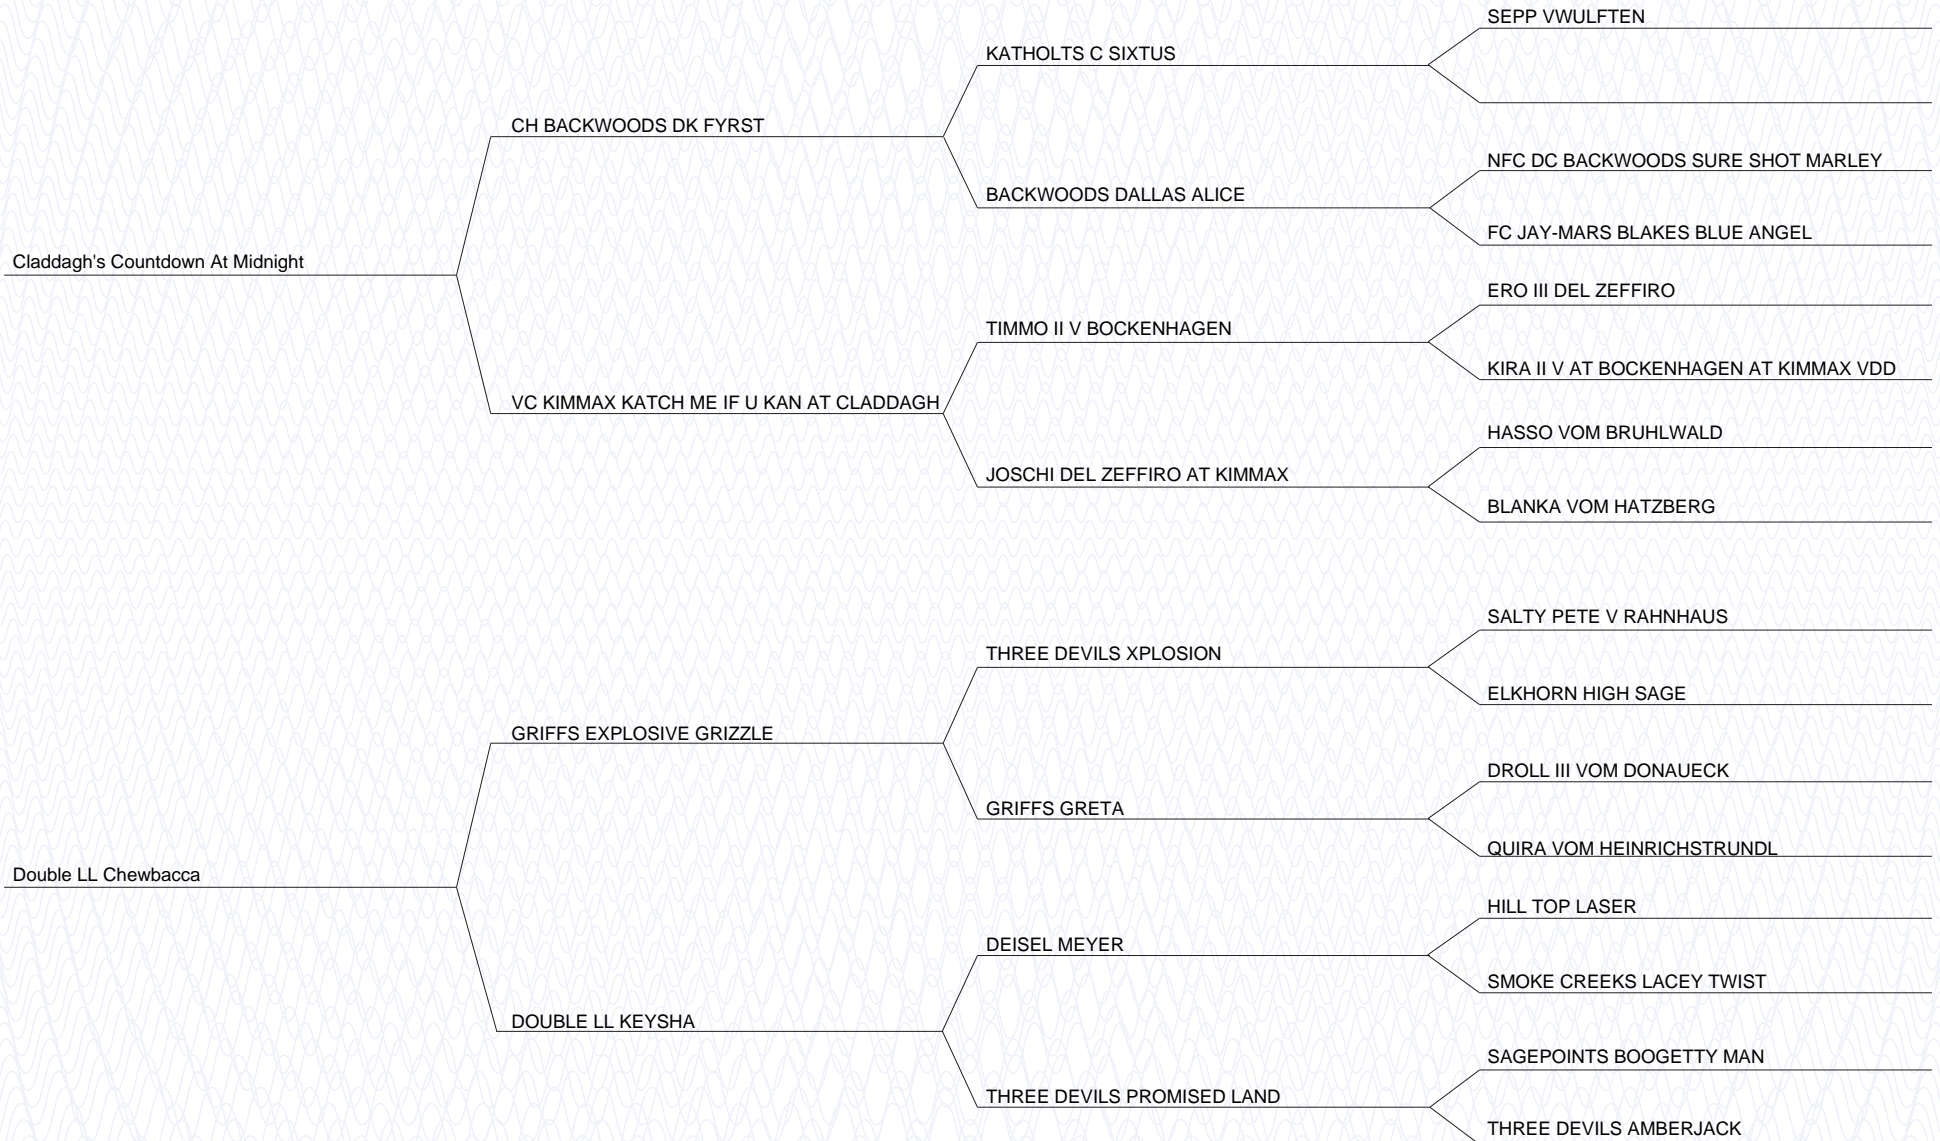 SEPP VWULFTEN
KATHOLTS C SIXTUS
CH BACKWOODS DK FYRST
NFC DC BACKWOODS SURE SHOT MARLEY
BACKWOODS DALLAS ALICE
FC JAY-MARS BLAKES BLUE ANGEL
Claddagh's Countdown At Midnight
ERO III DEL ZEFFIRO
TIMMO II V BOCKENHAGEN
KIRA II V AT BOCKENHAGEN AT KIMMAX VDD
VC KIMMAX KATCH ME IF U KAN AT CLADDAGH
HASSO VOM BRUHLWALD
JOSCHI DEL ZEFFIRO AT KIMMAX
BLANKA VOM HATZBERG
SALTY PETE V RAHNHAUS
THREE DEVILS XPLOSION
ELKHORN HIGH SAGE
GRIFFS EXPLOSIVE GRIZZLE
DROLL III VOM DONAUECK
GRIFFS GRETA
QUIRA VOM HEINRICHSTRUNDL
Double LL Chewbacca
HILL TOP LASER
DEISEL MEYER
SMOKE CREEKS LACEY TWIST
DOUBLE LL KEYSHA
SAGEPOINTS BOOGETTY MAN
THREE DEVILS PROMISED LAND
THREE DEVILS AMBERJACK